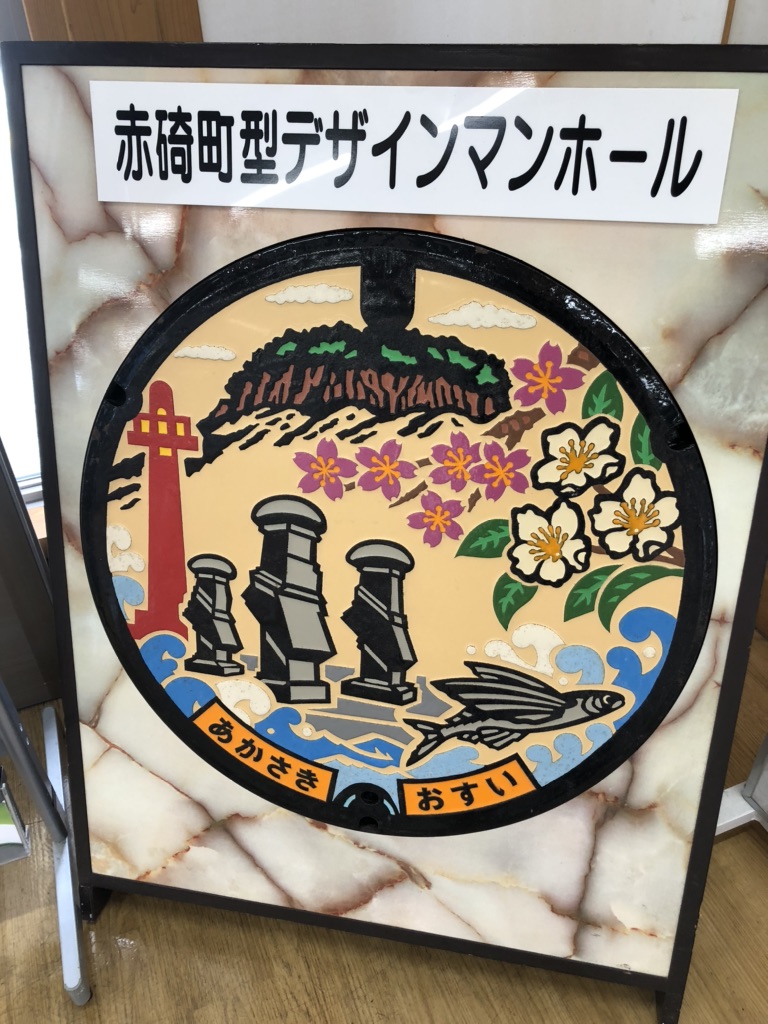 赤碕町型デザインマンホール
あかさき
おすい